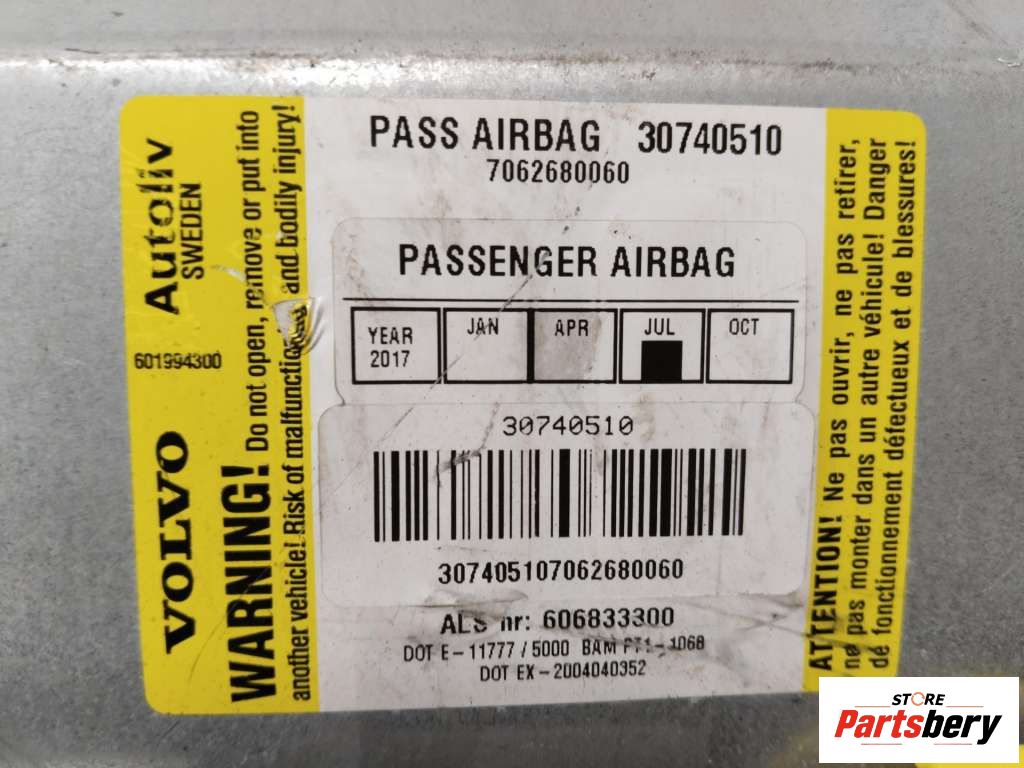 PASS AIRBAG 30740510
7062680060
PASSENGER AIRBAG
YEAR 2017
JAN
APR
JUL
OCT
30740510
307405107062680060
ALS nr: 606833300
DOT E-11777 / 5000 BAM PT1-1068
DOT EX-2004040352
Autoliv
SWEDEN
601994300
VOLVO
WARNING! Do not open, remove or put into
another vehicle! Risk of malfunctioning and bodily injury!
ATTENTION! Ne pas ouvrir, ne pas retirer,
ne pas monter dans un autre véhicule! Danger
de fonctionnement défectueux et de blessures!
STORE
Partsbery